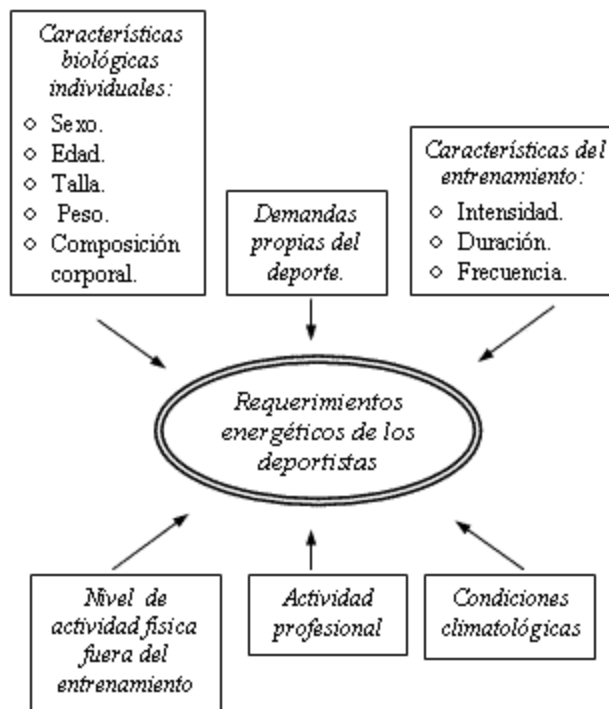 Características
biológicas
individuales:
◇ Sexo.
◇ Edad.
◇ Talla.
◇ Peso.
◇ Composición
corporal.
Demandas
propias del
deporte.
Características del
entrenamiento:
◇ Intensidad.
◇ Duración.
◇ Frecuencia.
Requerimientos
energéticos de los
deportistas
Nivel de
actividad física
fuera del
entrenamiento
Actividad
profesional
Condiciones
climatológicas